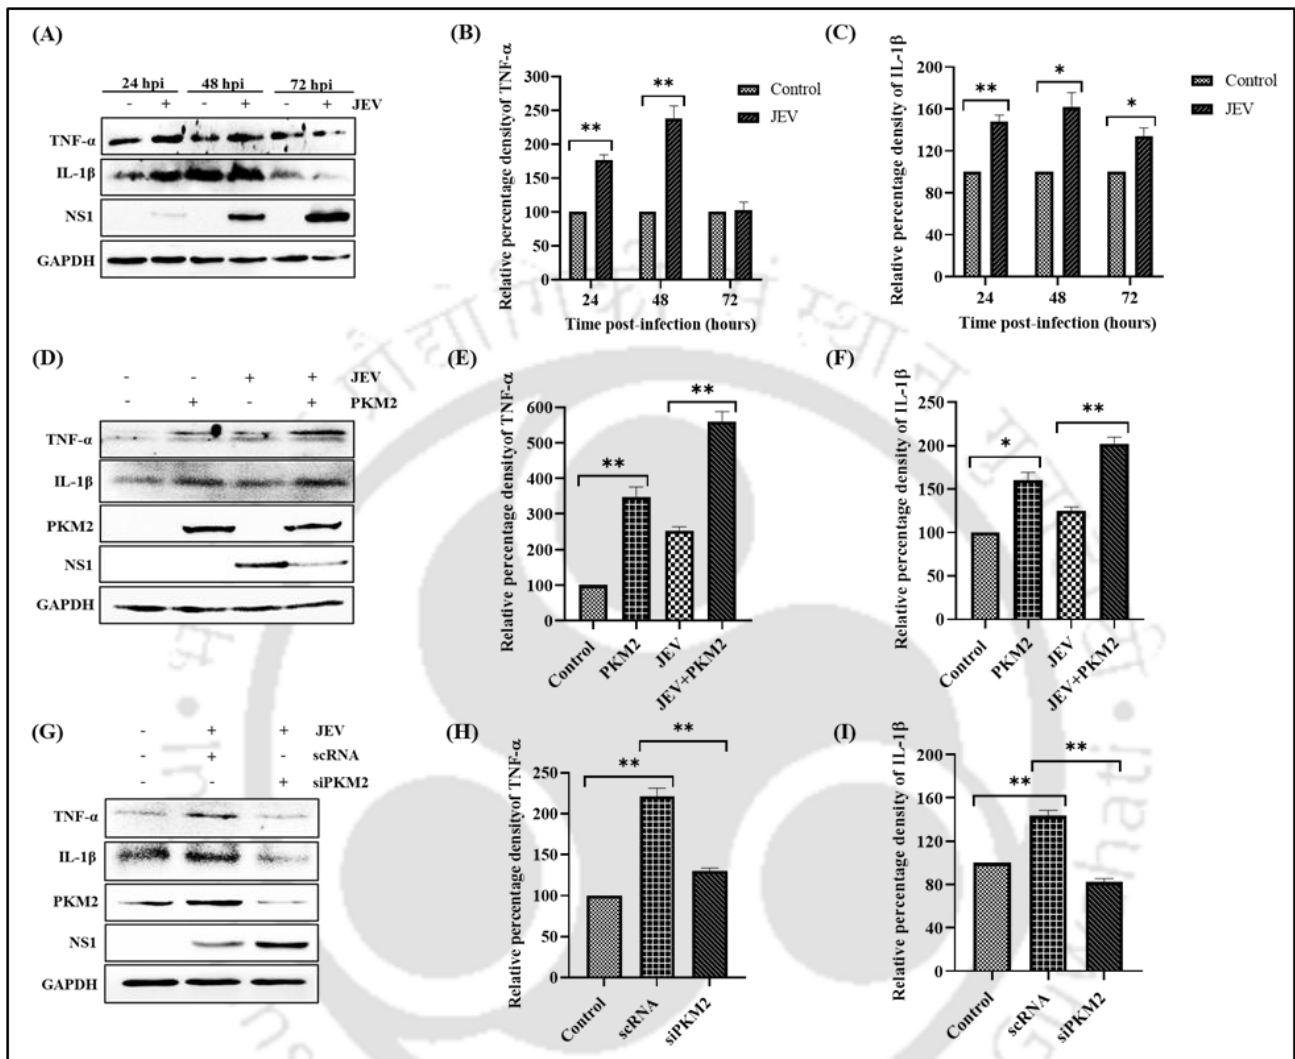 (A)
24 hpi 48 hpi 72 hpi
- + - + - + JEV
TNF-α
IL-1β
NS1
GAPDH
(B)
Relative percentage density of TNF-α
300
250
200
150
100
50
0
** **
Control
JEV
24 48 72
Time post-infection (hours)
(C)
Relative percentage density of IL-1β
200
160
120
80
40
0
** * *
Control
JEV
24 48 72
Time post-infection (hours)
(D)
- - + + JEV
- + - + PKM2
TNF-α
IL-1β
PKM2
NS1
GAPDH
(E)
Relative percentage density of TNF-α
600
500
400
300
200
100
0
** **
Control PKM2 JEV JEV+PKM2
(F)
Relative percentage density of IL-1β
250
200
150
100
50
0
* **
Control PKM2 JEV JEV+PKM2
(G)
- + + JEV
- + - scRNA
- - + siPKM2
TNF-α
IL-1β
PKM2
NS1
GAPDH
(H)
Relative percentage density of TNF-α
250
200
150
100
50
0
** **
Control scRNA siPKM2
(I)
Relative percentage density of IL-1β
200
160
120
80
40
0
** **
Control scRNA siPKM2